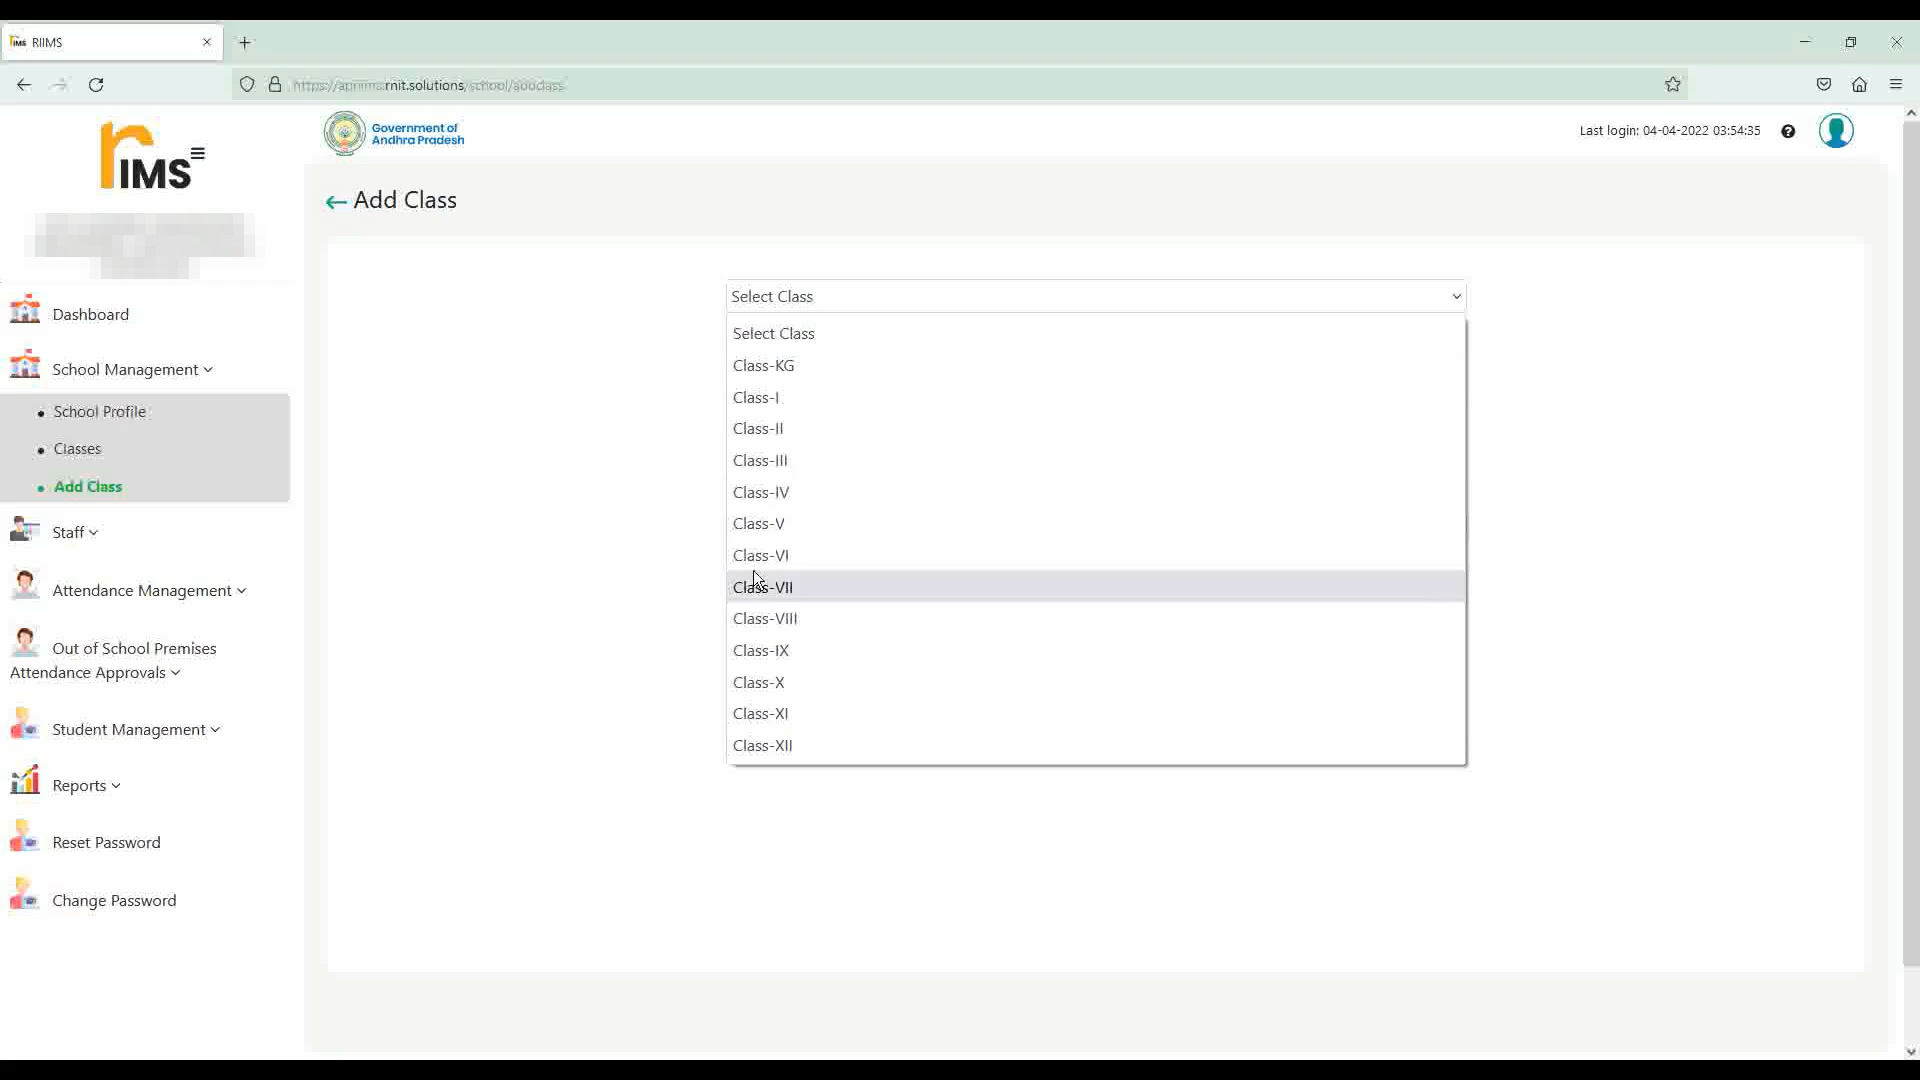 RIIMS
rnit.solutions
rIMS
Government of
Andhra Pradesh
Last login: 04-04-2022 03:54:35
Add Class
Dashboard
School Management
School Profile
Classes
Add Class
Staff
Attendance Management
Out of School Premises
Attendance Approvals
Student Management
Reports
Reset Password
Change Password
Select Class
Select Class
Class-KG
Class-I
Class-II
Class-III
Class-IV
Class-V
Class-VI
Class-VII
Class-VIII
Class-IX
Class-X
Class-XI
Class-XII